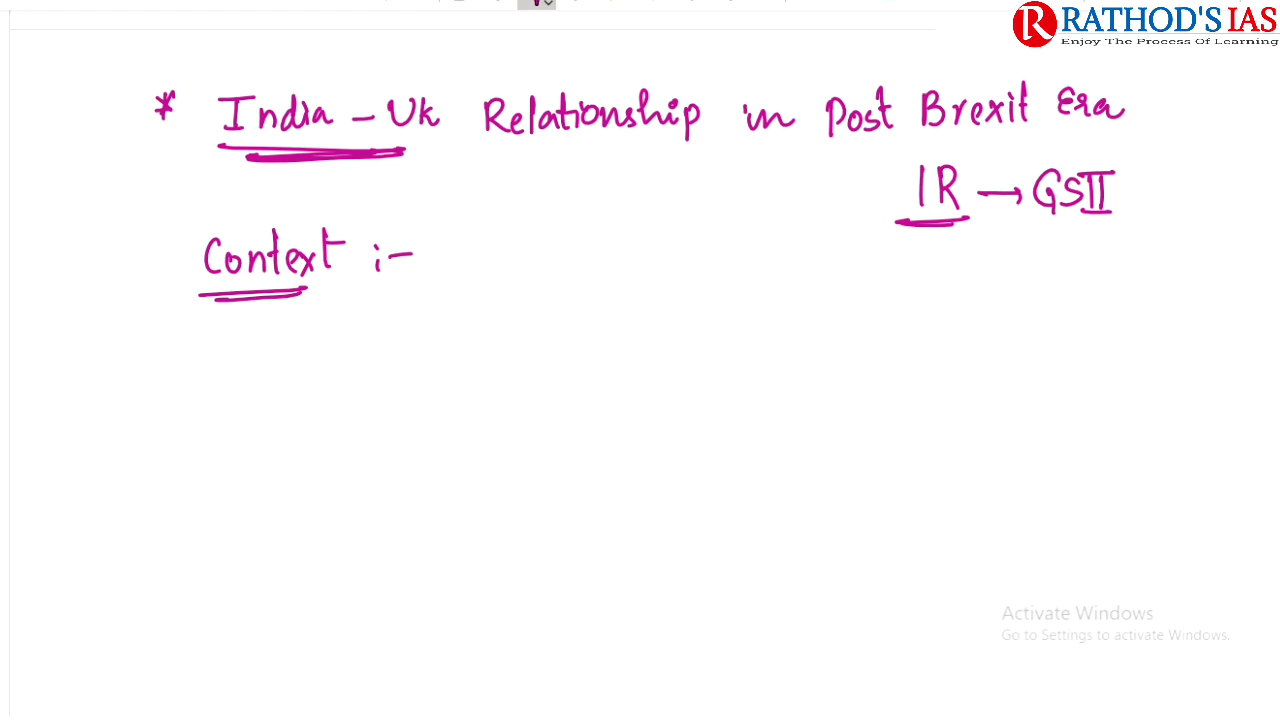 RATHOD'S IAS
Enjoy The Process Of Learning
* India - Uk Relationship in Post Brexit Era
IR → GSII
Context :-
Activate Windows
Go to Settings to activate Windows.